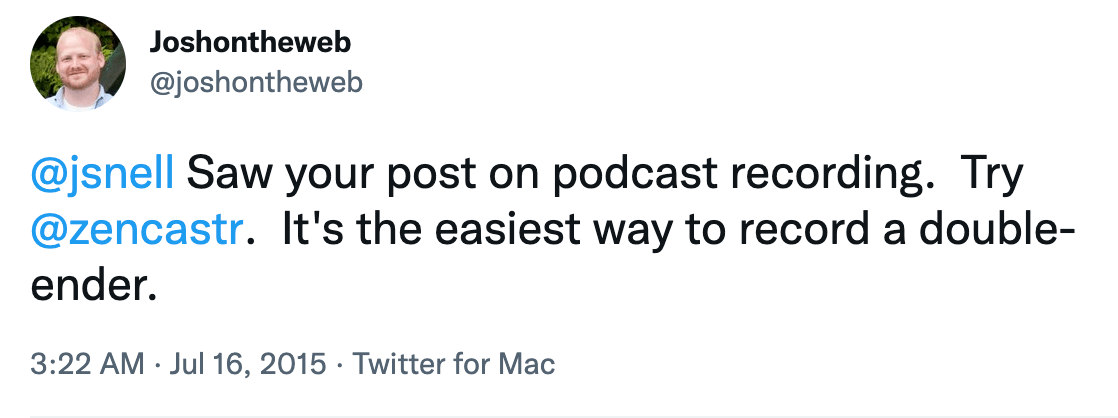 Joshontheweb
@joshontheweb
@jsnell Saw your post on podcast recording.  Try
@zencastr.  It's the easiest way to record a double-
ender.
3:22 AM · Jul 16, 2015 · Twitter for Mac